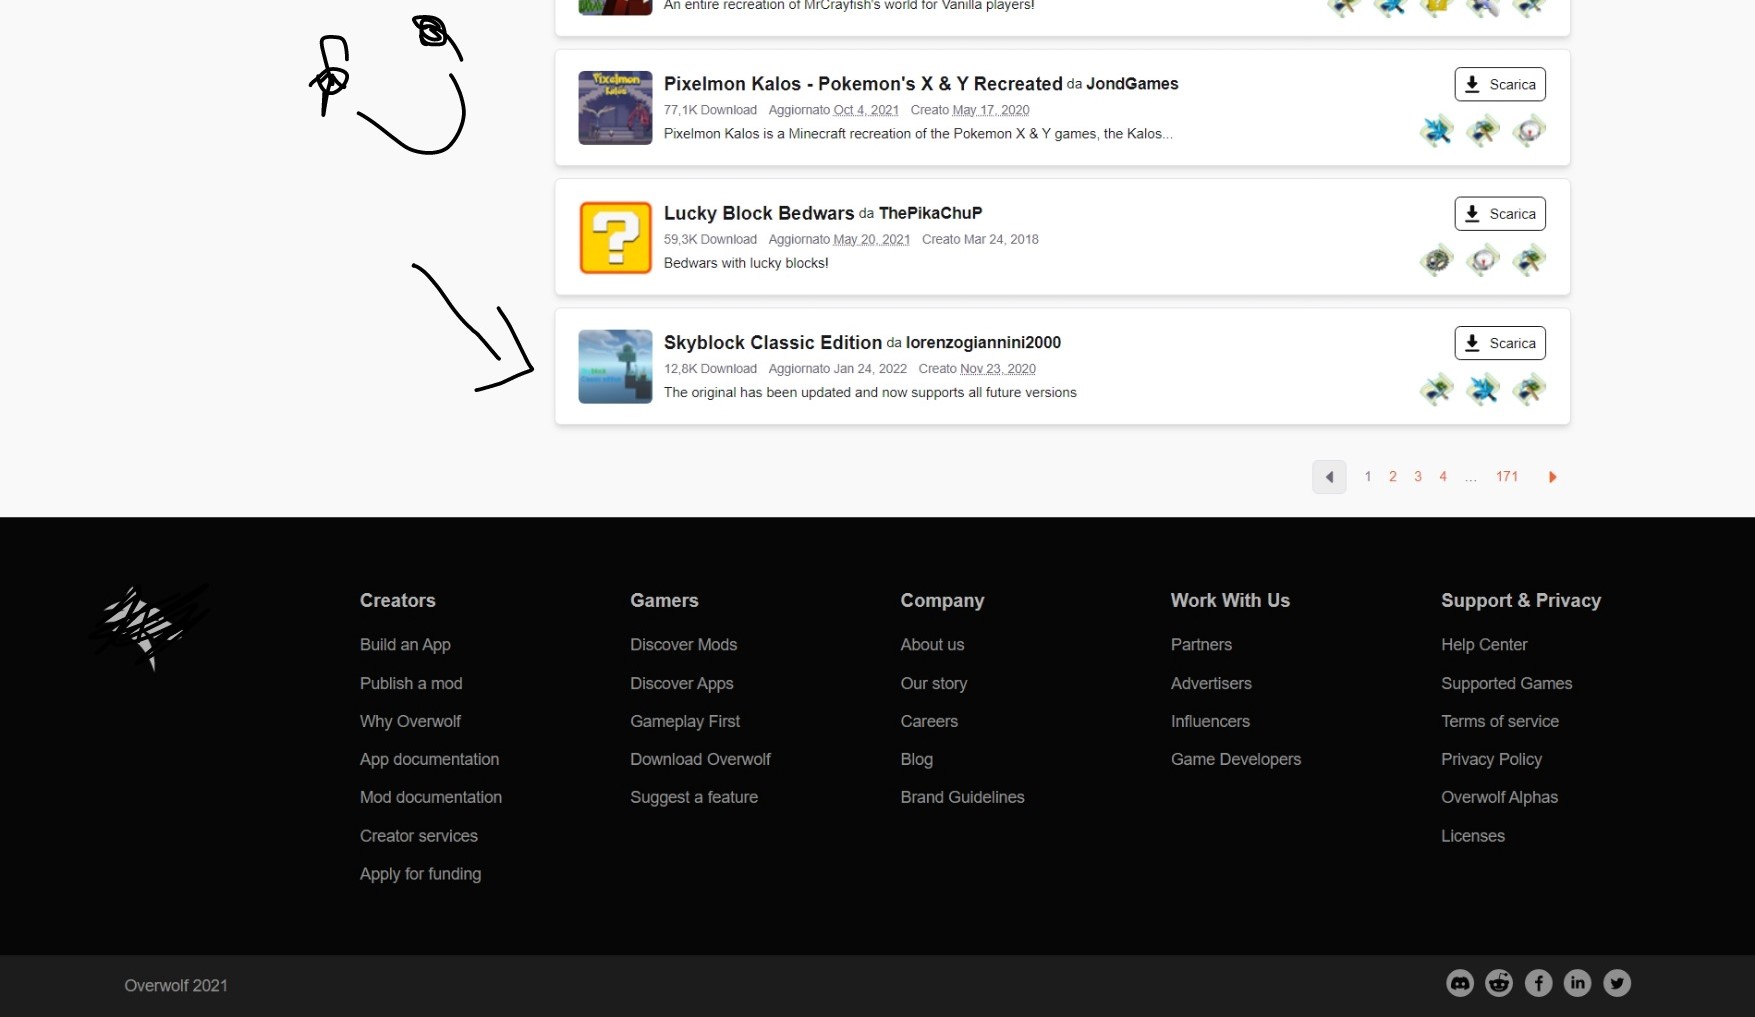 An entire recreation of MrCrayfish's world for Vanilla players!
Pixelmon Kalos - Pokemon's X & Y Recreated da JondGames
Scarica
77,1K Download Aggiornato Oct 4, 2021 Creato May 17, 2020
Pixelmon Kalos is a Minecraft recreation of the Pokemon X & Y games, the Kalos...
Pixelmon
Kalos
Lucky Block Bedwars da ThePikaChuP
Scarica
59,3K Download Aggiornato May 20, 2021 Creato Mar 24, 2018
Bedwars with lucky blocks!
?
Skyblock Classic Edition da lorenzogiannini2000
Scarica
12,8K Download Aggiornato Jan 24, 2022 Creato Nov 23, 2020
The original has been updated and now supports all future versions
1 2 3 4 ... 171
Creators
Build an App
Publish a mod
Why Overwolf
App documentation
Mod documentation
Creator services
Apply for funding
Gamers
Discover Mods
Discover Apps
Gameplay First
Download Overwolf
Suggest a feature
Company
About us
Our story
Careers
Blog
Brand Guidelines
Work With Us
Partners
Advertisers
Influencers
Game Developers
Support & Privacy
Help Center
Supported Games
Terms of service
Privacy Policy
Overwolf Alphas
Licenses
Overwolf 2021